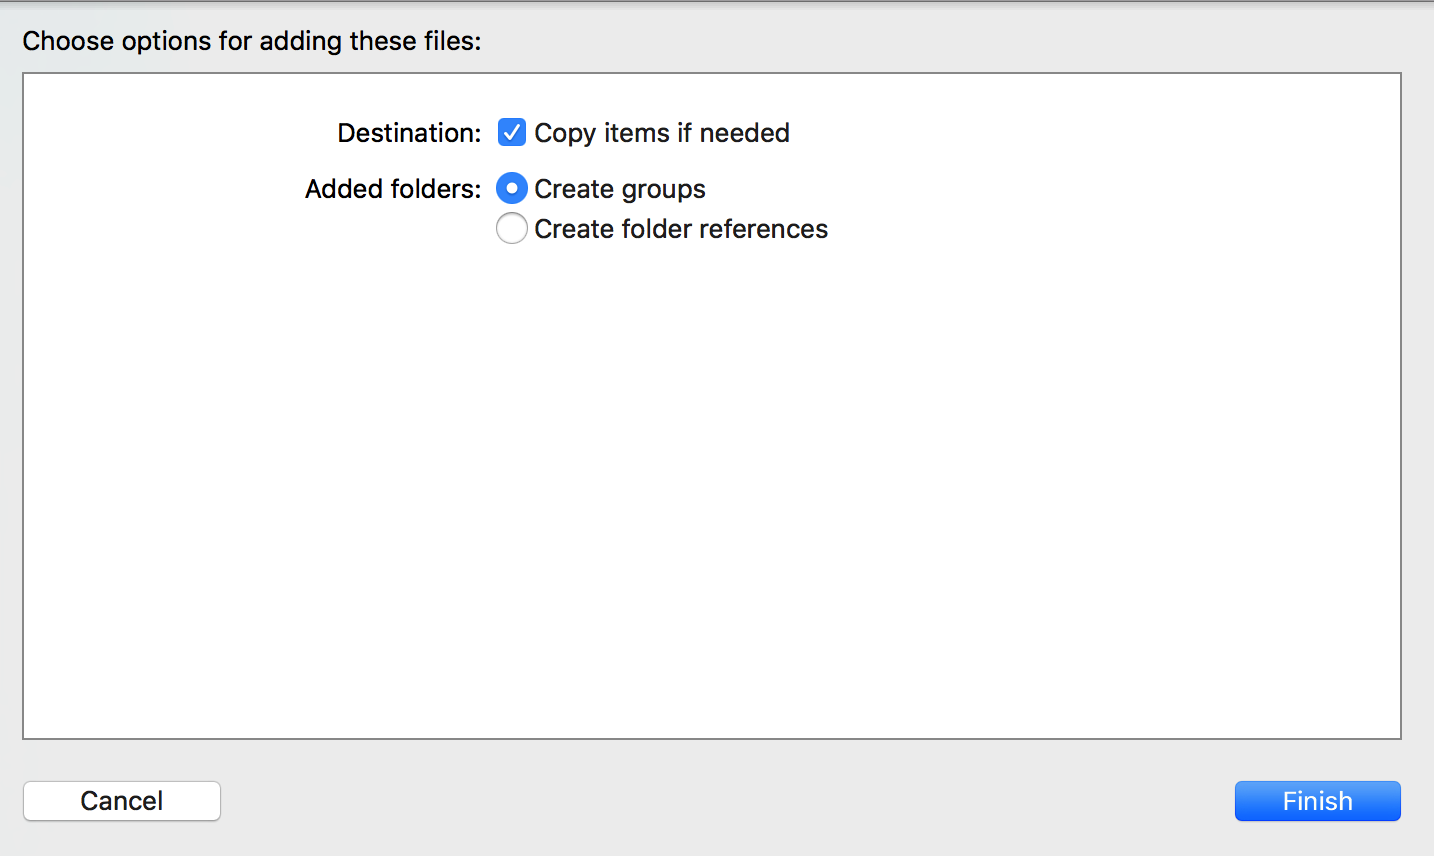 Choose options for adding these files:
Destination: Copy items if needed
Added folders: Create groups
Create folder references
Cancel Finish